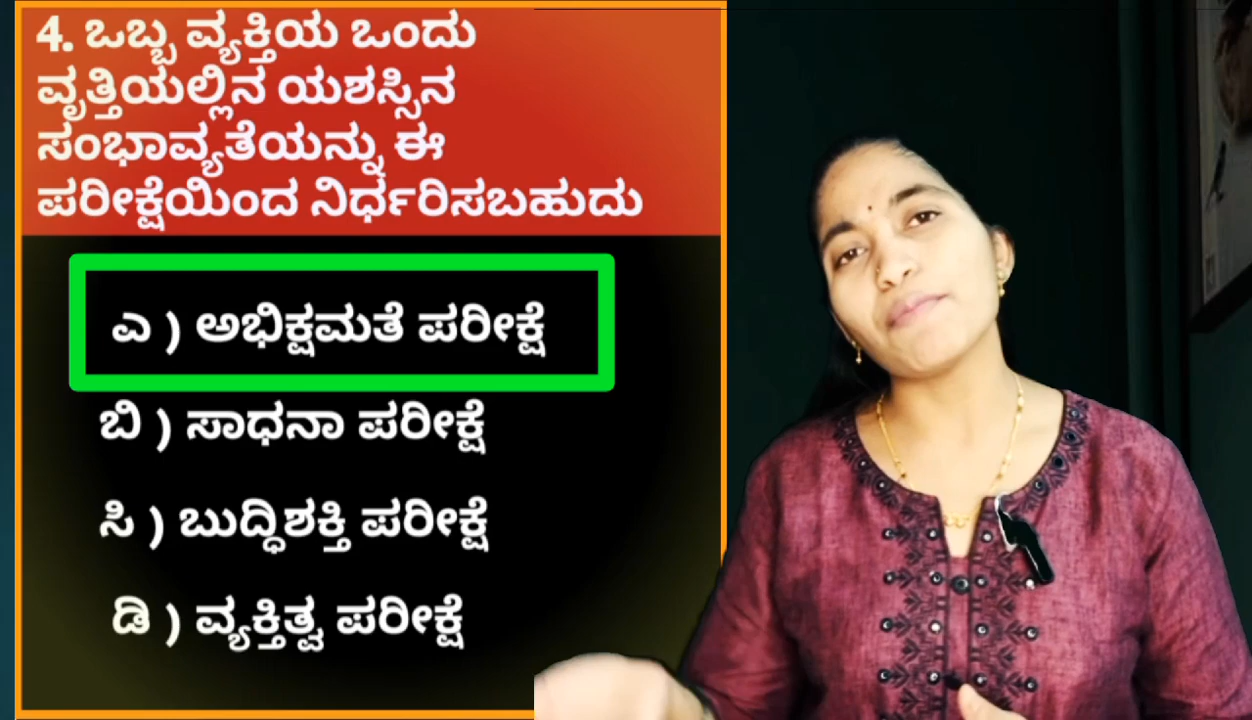 4. ಒಬ್ಬ ವ್ಯಕ್ತಿಯ ಒಂದು
ವೃತ್ತಿಯಲ್ಲಿನ ಯಶಸ್ಸಿನ
ಸಂಭಾವ್ಯತೆಯನ್ನು ಈ
ಪರೀಕ್ಷೆಯಿಂದ ನಿರ್ಧರಿಸಬಹುದು
ಎ ) ಅಭಿಕ್ಷಮತೆ ಪರೀಕ್ಷೆ
ಬಿ ) ಸಾಧನಾ ಪರೀಕ್ಷೆ
ಸಿ ) ಬುದ್ಧಿಶಕ್ತಿ ಪರೀಕ್ಷೆ
ಡಿ ) ವ್ಯಕ್ತಿತ್ವ ಪರೀಕ್ಷೆ